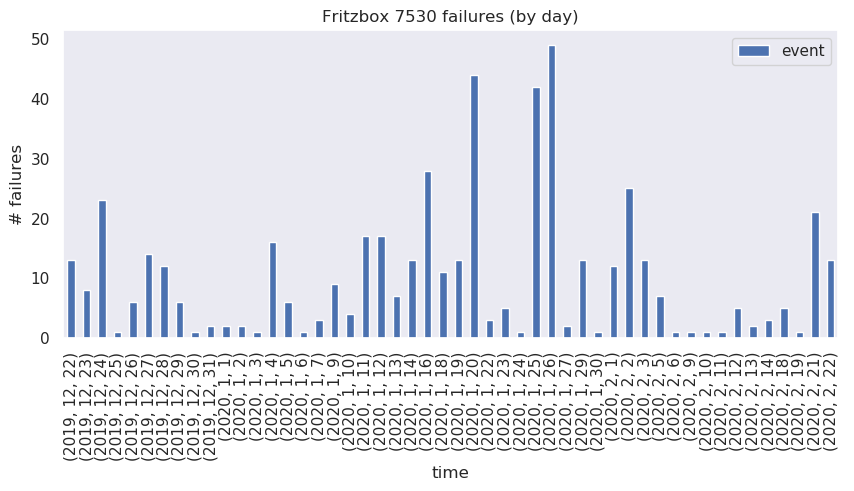 Fritzbox 7530 failures (by day)
event
# failures
50
40
30
20
10
0
(2019, 12, 22)
(2019, 12, 23)
(2019, 12, 24)
(2019, 12, 25)
(2019, 12, 26)
(2019, 12, 27)
(2019, 12, 28)
(2019, 12, 29)
(2019, 12, 30)
(2019, 12, 31)
(2020, 1, 1)
(2020, 1, 2)
(2020, 1, 3)
(2020, 1, 4)
(2020, 1, 5)
(2020, 1, 6)
(2020, 1, 7)
(2020, 1, 9)
(2020, 1, 10)
(2020, 1, 11)
(2020, 1, 12)
(2020, 1, 13)
(2020, 1, 14)
(2020, 1, 16)
(2020, 1, 18)
(2020, 1, 19)
(2020, 1, 20)
(2020, 1, 22)
(2020, 1, 23)
(2020, 1, 24)
(2020, 1, 25)
(2020, 1, 26)
(2020, 1, 27)
(2020, 1, 29)
(2020, 1, 30)
(2020, 2, 1)
(2020, 2, 2)
(2020, 2, 3)
(2020, 2, 5)
(2020, 2, 6)
(2020, 2, 9)
(2020, 2, 10)
(2020, 2, 11)
(2020, 2, 12)
(2020, 2, 13)
(2020, 2, 14)
(2020, 2, 18)
(2020, 2, 19)
(2020, 2, 21)
(2020, 2, 22)
time